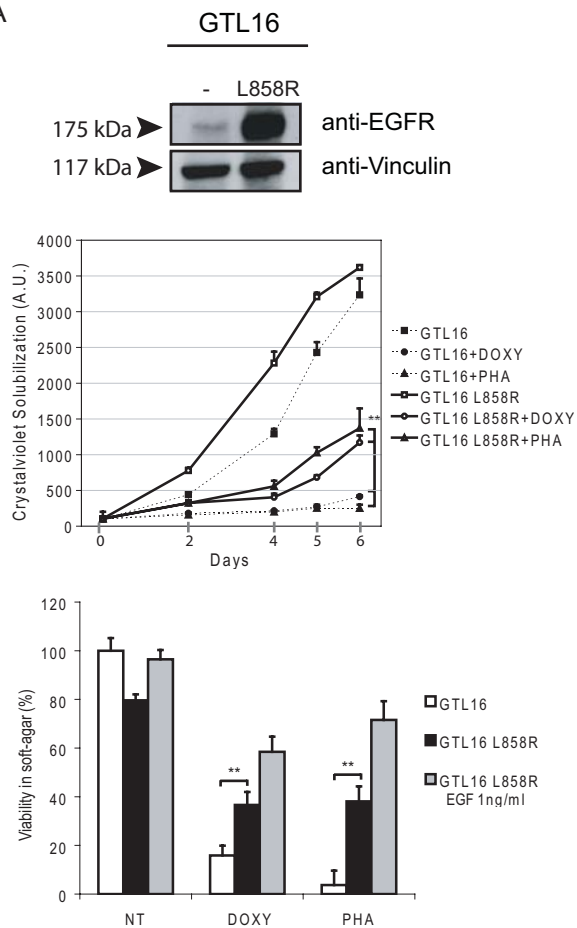 A
GTL16
- L858R
175 kDa anti-EGFR
117 kDa anti-Vinculin
Crystalviolet Solubilization (A.U.)
4000
3500
3000
2500
2000
1500
1000
500
0
0 2 4 5 6
Days
**
GTL16
GTL16+DOXY
GTL16+PHA
GTL16 L858R
GTL16 L858R+DOXY
GTL16 L858R+PHA
Viability in soft-agar (%)
120
100
80
60
40
20
0
** **
NT DOXY PHA
GTL16
GTL16 L858R
GTL16 L858R
EGF 1ng/ml